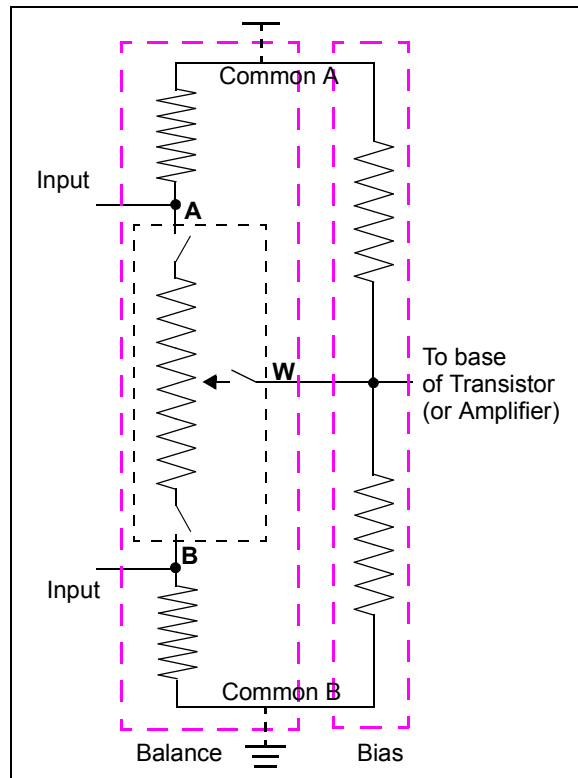 Common A
Input
A
W
To base
of Transistor
(or Amplifier)
B
Input
Common B
Balance
Bias